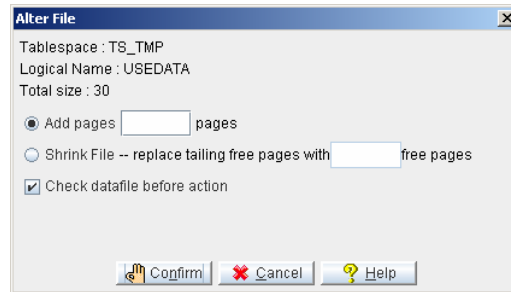 Alter File
Tablespace : TS_TMP
Logical Name : USEDATA
Total size : 30
Add pages pages
Shrink File -- replace tailing free pages with free pages
Check datafile before action
Confirm Cancel Help